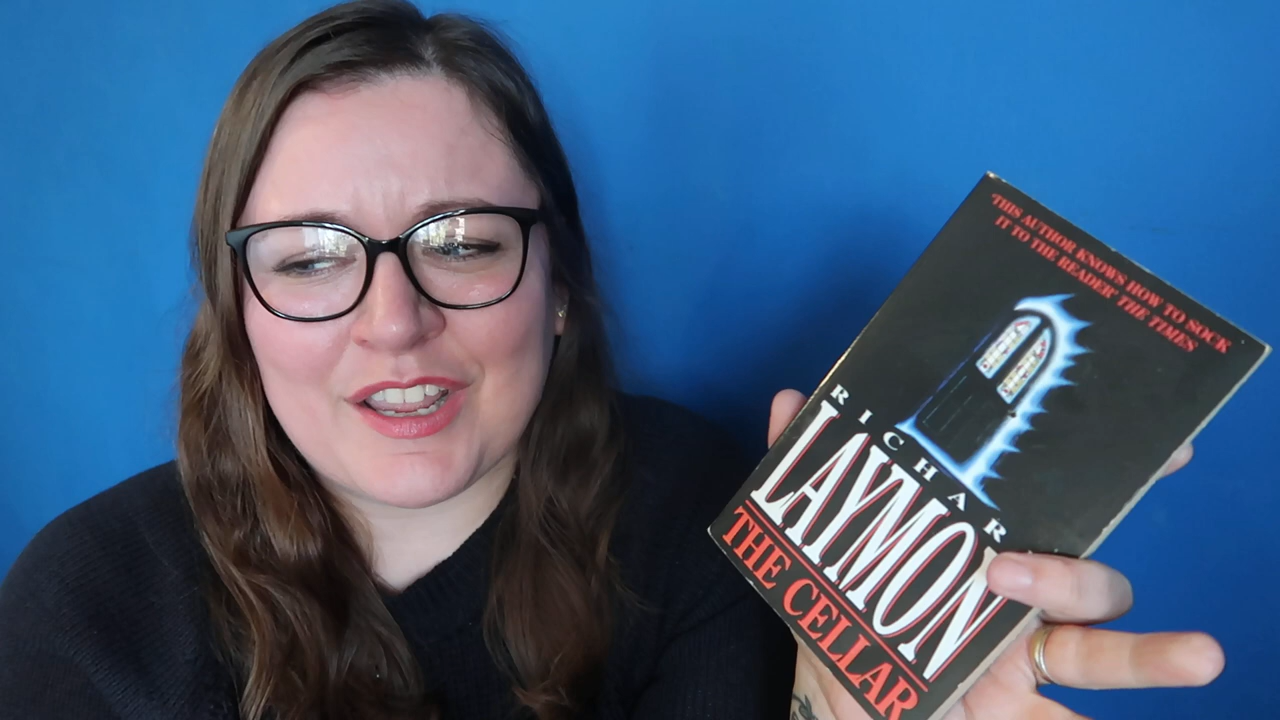 'THIS AUTHOR KNOWS HOW TO SOCK
IT TO THE READER' THE TIMES
RICHAR
LAYMON
THE CELLAR